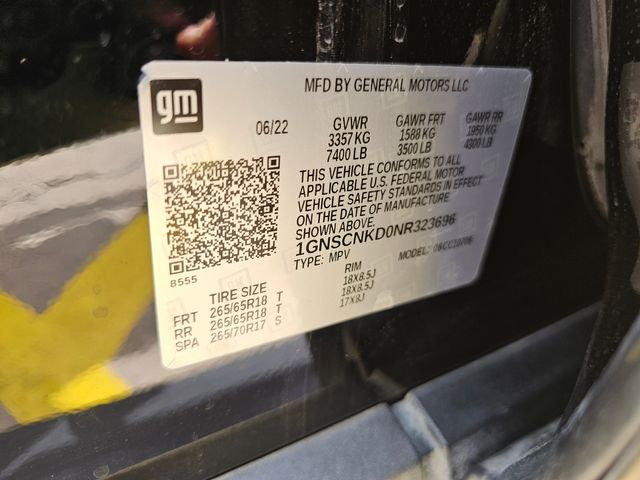 gm
MFD BY GENERAL MOTORS LLC
06/22
GVWR GAWR FRT GAWR RR
3357 KG 1588 KG 1950 KG
7400 LB 3500 LB 4300 LB
THIS VEHICLE CONFORMS TO ALL
APPLICABLE U.S. FEDERAL MOTOR
VEHICLE SAFETY STANDARDS IN EFFECT
ON THE DATE OF MANUFACTURE
SHOWN ABOVE.
1GNSCNKD0NR323696
TYPE: MPV MODEL: 06CC10706
8555
TIRE SIZE RIM
FRT 265/65R18 T 18X8.5J
RR 265/65R18 T 18X8.5J
SPA 265/70R17 S 17X8J